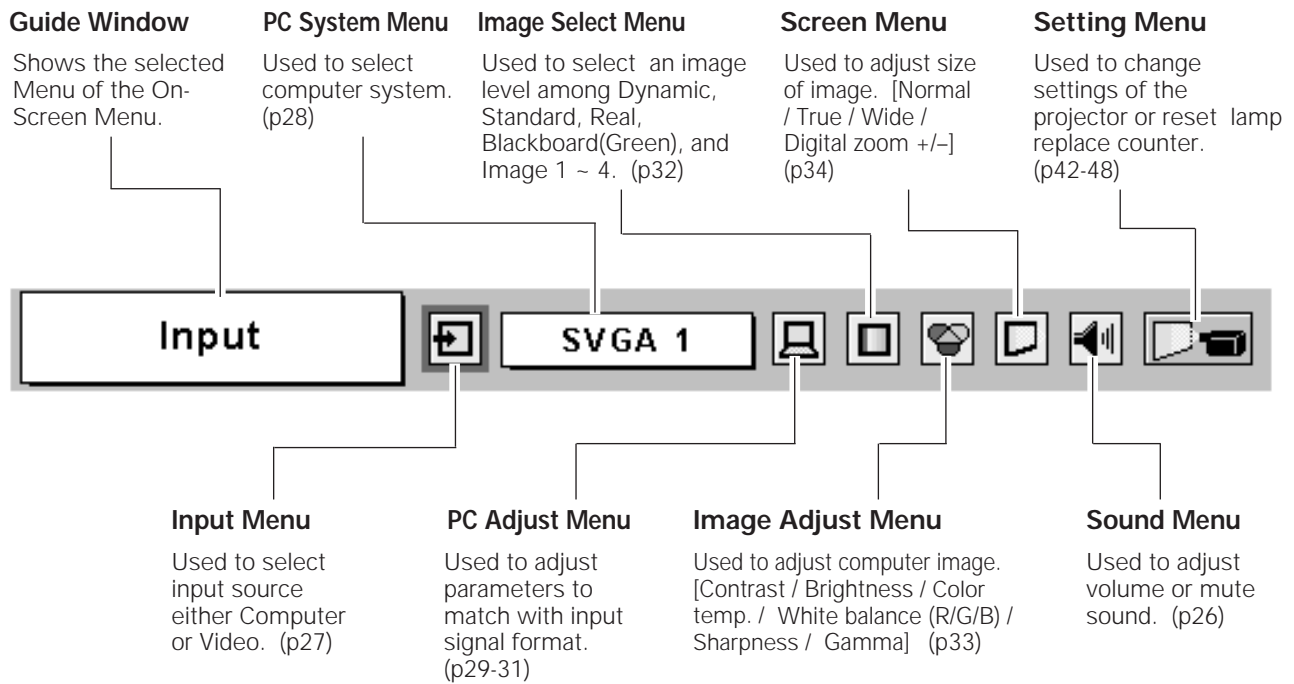 Guide Window
Shows the selected
Menu of the On-
Screen Menu.
PC System Menu
Used to select
computer system.
(p28)
Image Select Menu
Used to select an image
level among Dynamic,
Standard, Real,
Blackboard(Green), and
Image 1 ~ 4. (p32)
Screen Menu
Used to adjust size
of image. [Normal
/ True / Wide /
Digital zoom +/–]
(p34)
Setting Menu
Used to change
settings of the
projector or reset lamp
replace counter.
(p42-48)
Input
SVGA 1
Input Menu
Used to select
input source
either Computer
or Video. (p27)
PC Adjust Menu
Used to adjust
parameters to
match with input
signal format.
(p29-31)
Image Adjust Menu
Used to adjust computer image.
[Contrast / Brightness / Color
temp. / White balance (R/G/B) /
Sharpness / Gamma] (p33)
Sound Menu
Used to adjust
volume or mute
sound. (p26)